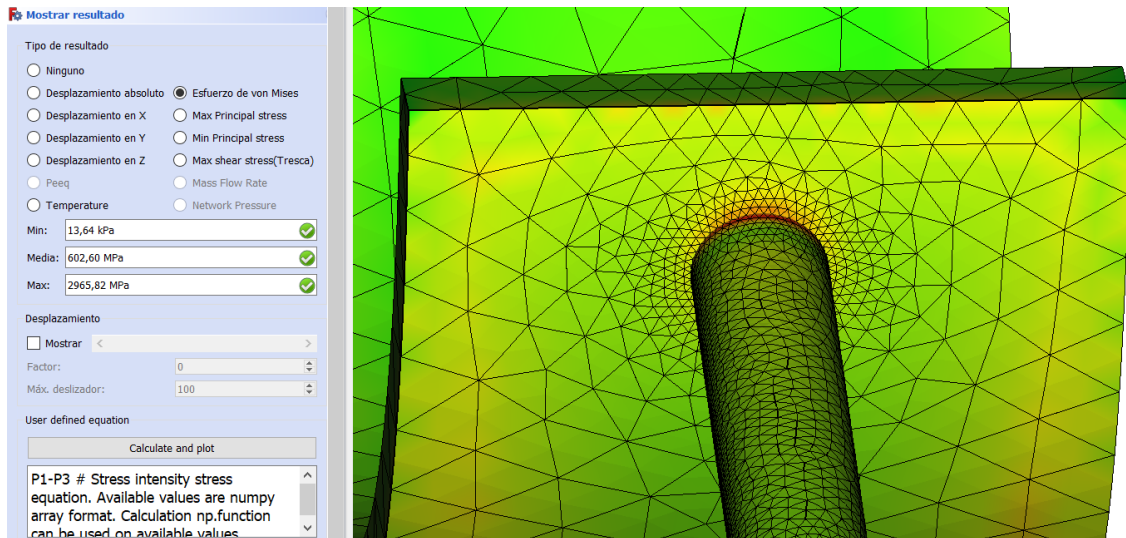 Mostrar resultado
Tipo de resultado
Ninguno
Desplazamiento absoluto
Esfuerzo de von Mises
Desplazamiento en X
Max Principal stress
Desplazamiento en Y
Min Principal stress
Desplazamiento en Z
Max shear stress(Tresca)
Peeq
Mass Flow Rate
Temperature
Network Pressure
Min:
13,64 kPa
Media:
602,60 MPa
Max:
2965,82 MPa
Desplazamiento
Mostrar
Factor:
0
Máx. deslizador:
100
User defined equation
Calculate and plot
P1-P3 # Stress intensity stress
equation. Available values are numpy
array format. Calculation np.function
can be used on available values